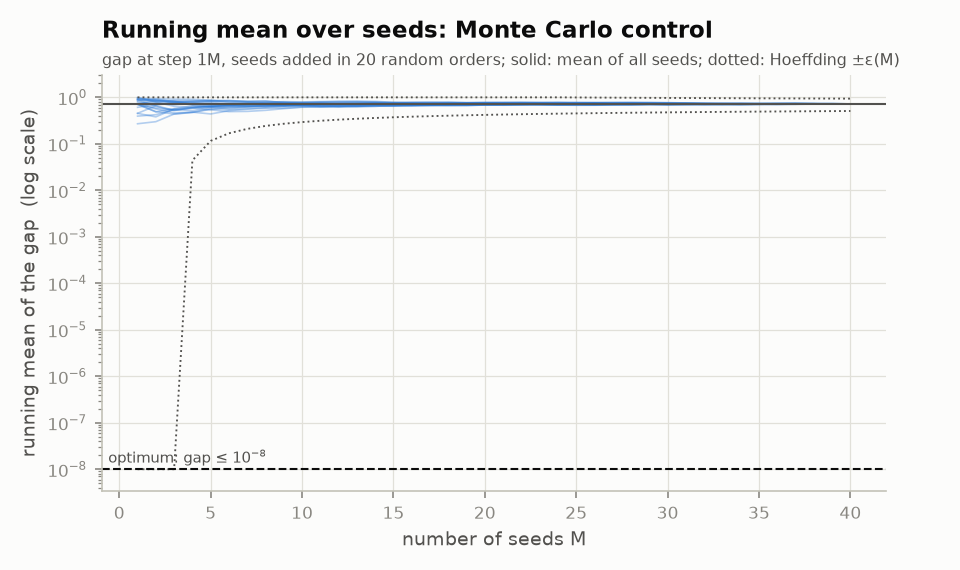 Running mean over seeds: Monte Carlo control
gap at step 1M, seeds added in 20 random orders; solid: mean of all seeds; dotted: Hoeffding ±ε(M)
running mean of the gap (log scale)
10⁰
10⁻¹
10⁻²
10⁻³
10⁻⁴
10⁻⁵
10⁻⁶
10⁻⁷
10⁻⁸
optimum: gap ≤ 10⁻⁸
0 5 10 15 20 25 30 35 40
number of seeds M